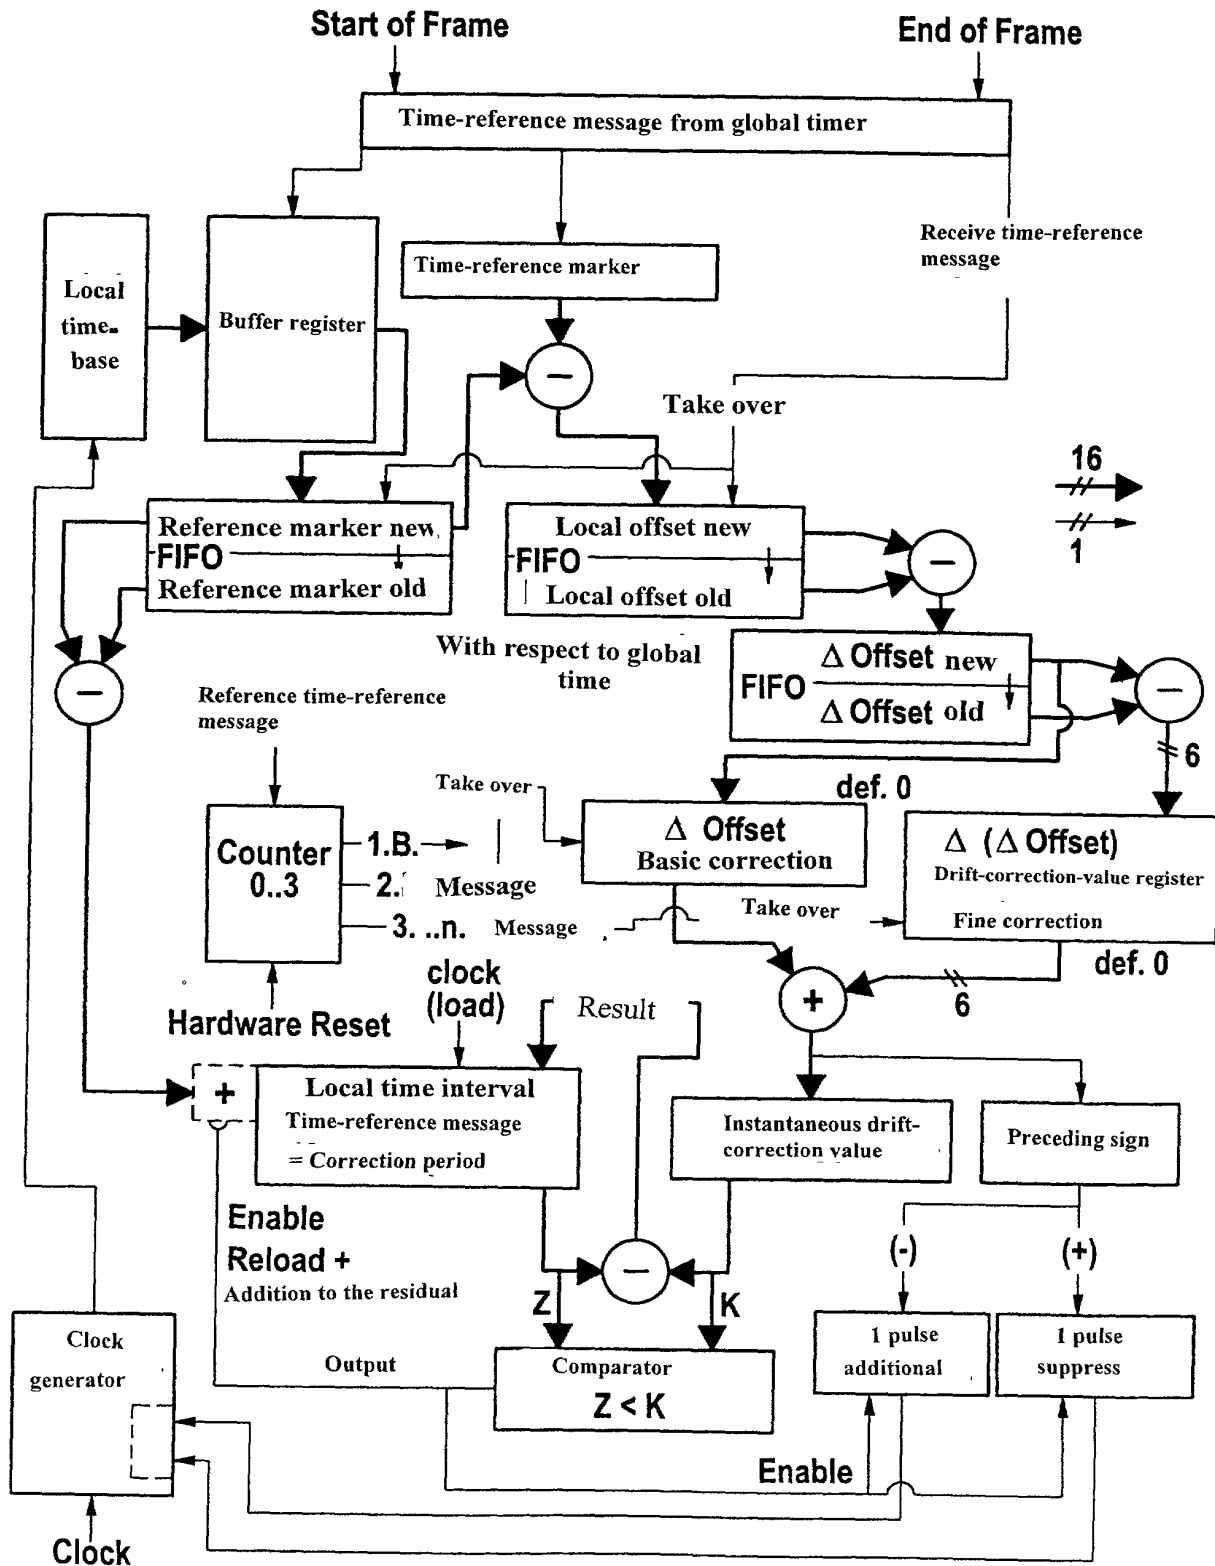 Start of Frame
End of Frame
Time-reference message from global timer
Receive time-reference
message
Time-reference marker
Local
time-
base
Buffer register
−
Take over
16
1
Reference marker new
FIFO
Reference marker old
Local offset new
FIFO
Local offset old
−
With respect to global
time
Δ Offset new
FIFO
Δ Offset old
−
−
6
Reference time-reference
message
Take over
def. 0
Counter
0..3
1.B.
2.
Message
3. ..n.
Message
Δ Offset
Basic correction
Δ (Δ Offset)
Drift-correction-value register
Fine correction
Take over
def. 0
Hardware Reset
clock
(load)
Result
+
6
+
Local time interval
Time-reference message
= Correction period
Instantaneous drift-
correction value
Preceding sign
Enable
Reload +
Addition to the residual
−
(-)
(+)
Z
K
Clock
generator
Output
Comparator
Z < K
1 pulse
additional
1 pulse
suppress
Enable
Clock